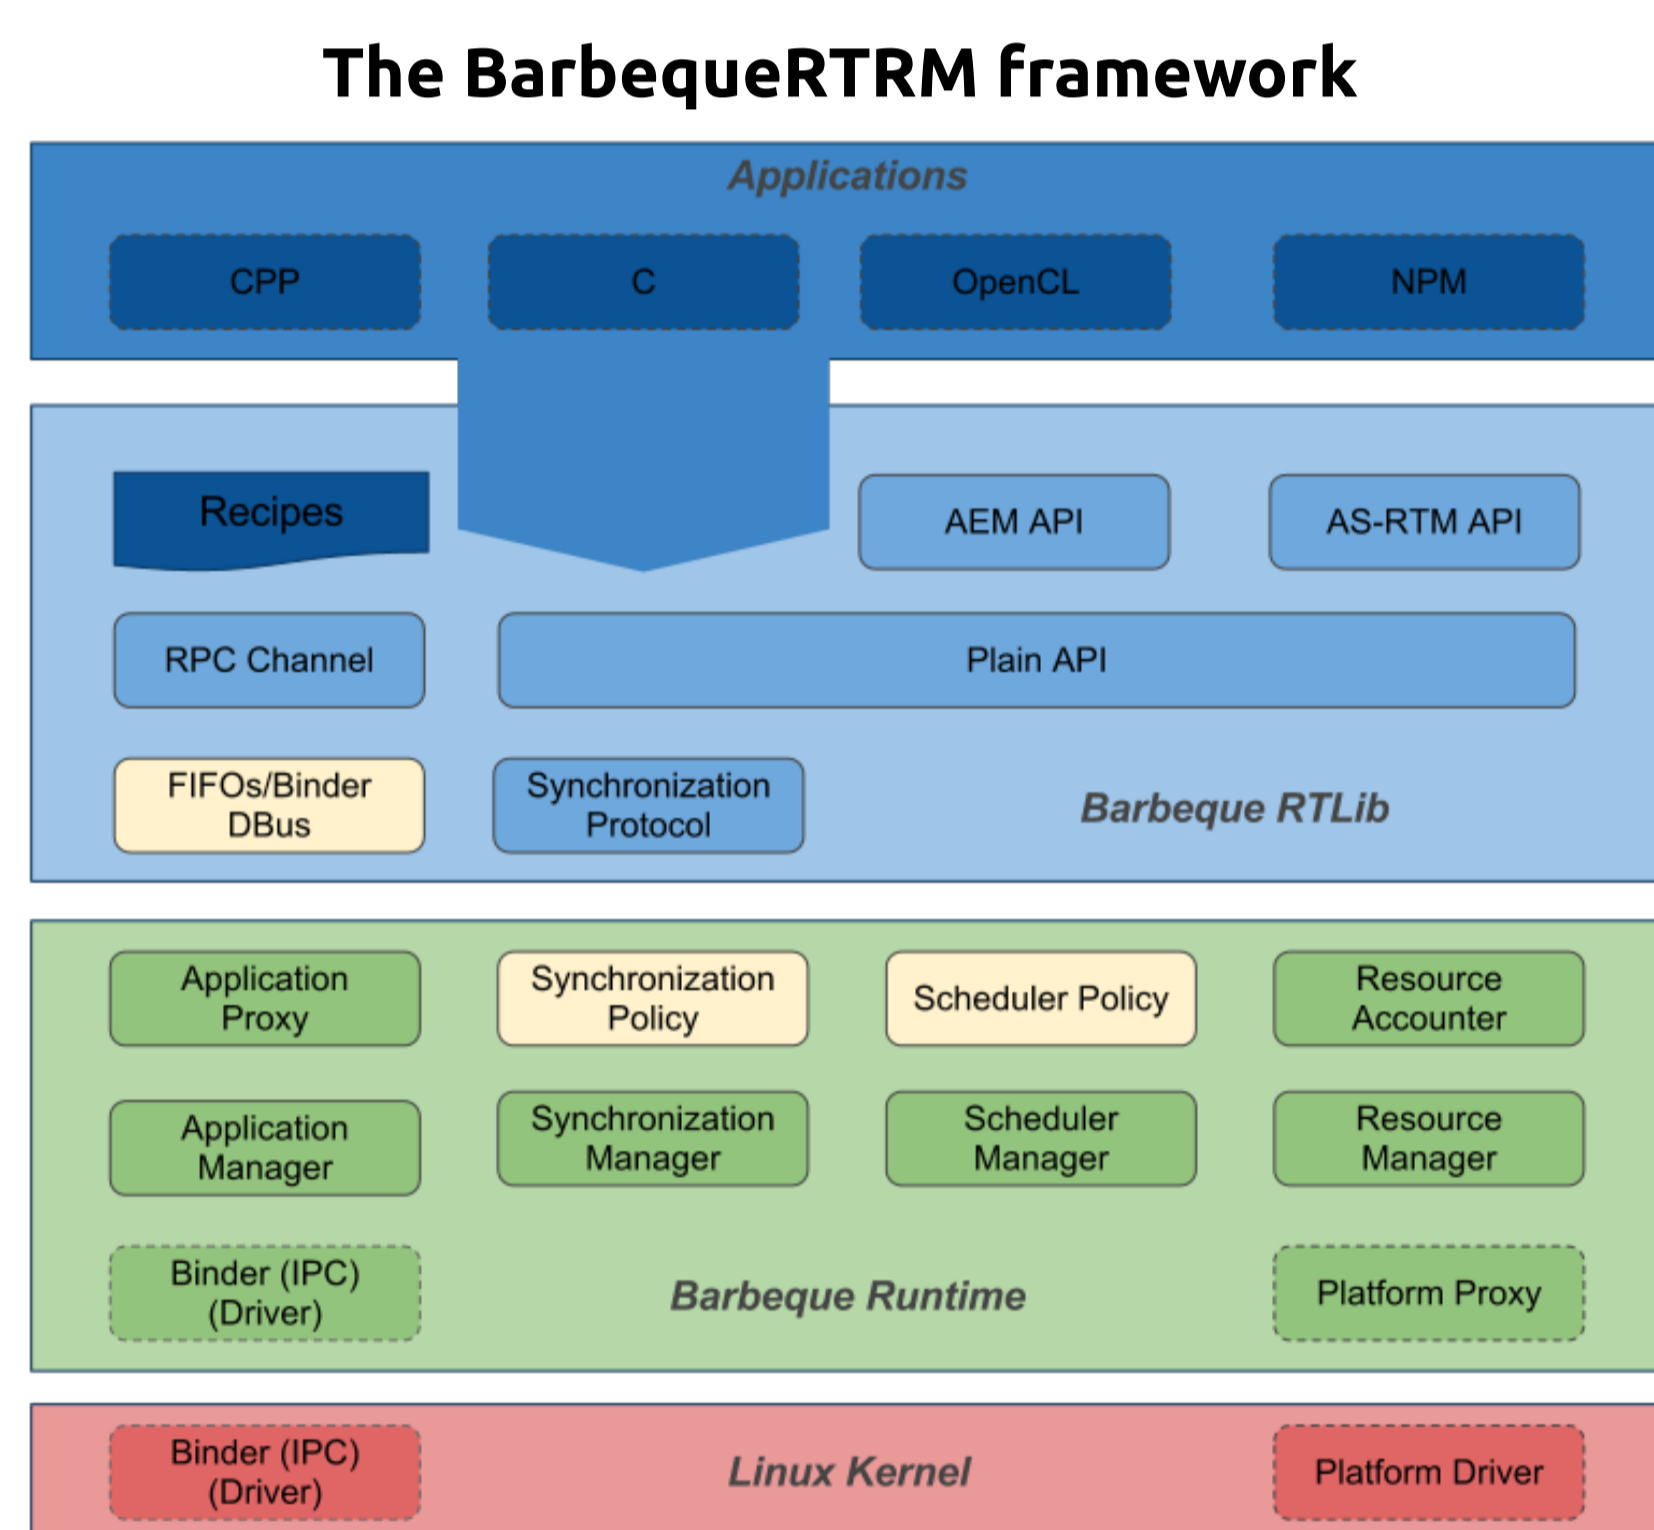 The BarbequeRTRM framework
Applications
CPP
C
OpenCL
NPM
Recipes
AEM API
AS-RTM API
RPC Channel
Plain API
FIFOs/Binder
DBus
Synchronization
Protocol
Barbeque RTLib
Application
Proxy
Synchronization
Policy
Scheduler Policy
Resource
Accounter
Application
Manager
Synchronization
Manager
Scheduler
Manager
Resource
Manager
Binder (IPC)
(Driver)
Barbeque Runtime
Platform Proxy
Binder (IPC)
(Driver)
Linux Kernel
Platform Driver